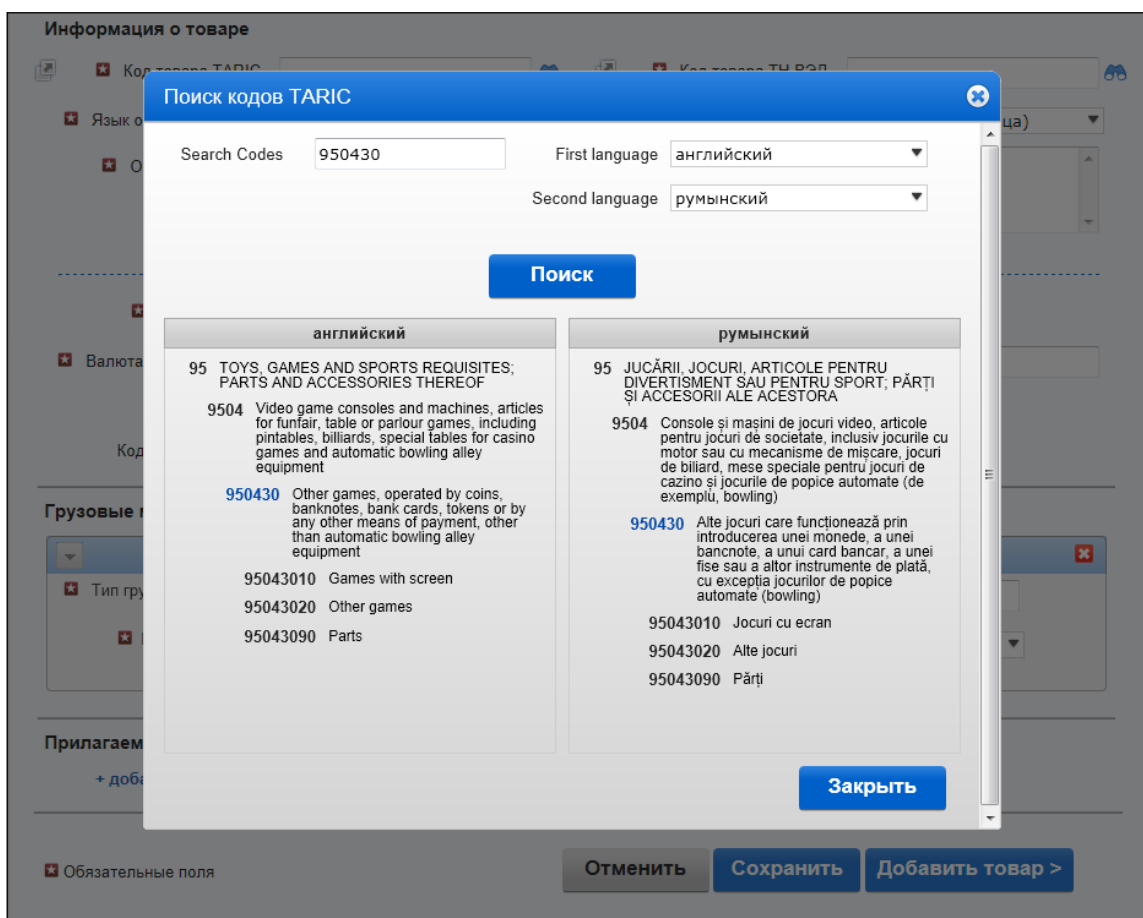 Информация о товаре
Код товара TARIC
Код товара ТН ВЭД
Поиск кодов TARIC
Язык о
ца)
О
Search Codes 950430 First language английский
Second language румынский
Поиск
Валюта
Код
английский
95 TOYS, GAMES AND SPORTS REQUISITES;
PARTS AND ACCESSORIES THEREOF
9504 Video game consoles and machines, articles
for funfair, table or parlour games, including
pintables, billiards, special tables for casino
games and automatic bowling alley
equipment
950430 Other games, operated by coins,
banknotes, bank cards, tokens or by
any other means of payment, other
than automatic bowling alley
equipment
95043010 Games with screen
95043020 Other games
95043090 Parts
румынский
95 JUCĂRII, JOCURI, ARTICOLE PENTRU
DIVERTISMENT SAU PENTRU SPORT; PĂRȚI
ȘI ACCESORII ALE ACESTORA
9504 Console și mașini de jocuri video, articole
pentru jocuri de societate, inclusiv jocurile cu
motor sau cu mecanisme de mișcare, jocuri
de biliard, mese speciale pentru jocuri de
cazino și jocurile de popice automate (de
exemplu, bowling)
950430 Alte jocuri care funcționează prin
introducerea unei monede, a unei
bancnote, a unui card bancar, a unei
fise sau a altor instrumente de plată,
cu excepția jocurilor de popice
automate (bowling)
95043010 Jocuri cu ecran
95043020 Alte jocuri
95043090 Părți
Грузовые
Тип гру
Прилагаем
+ доба
Закрыть
Обязательные поля
Отменить Сохранить Добавить товар >